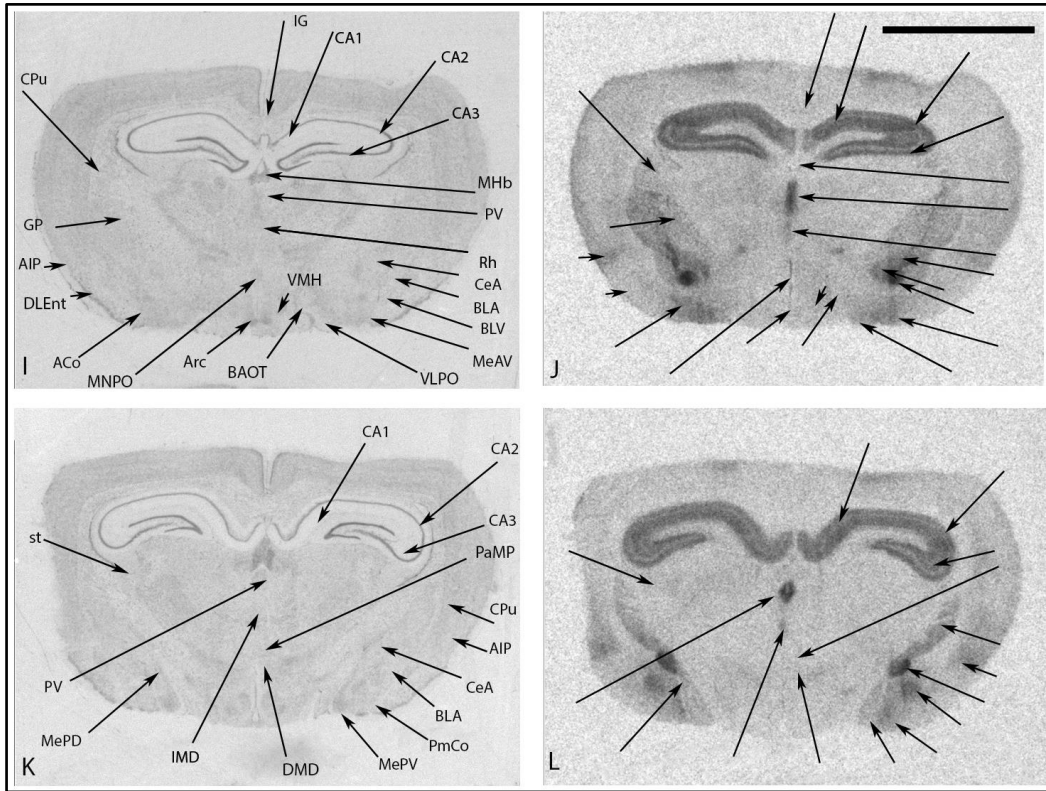 IG
CA1
CPu
CA2
CA3
MHb
PV
GP
Rh
AIP
CeA
VMH
DLEnt
BLA
BLV
ACo
Arc
MeAV
MNPO
BAOT
VLPO
I
J
CA1
CA2
CA3
st
PaMP
CPu
AIP
PV
CeA
BLA
MePD
IMD
PmCo
DMD
MePV
K
L